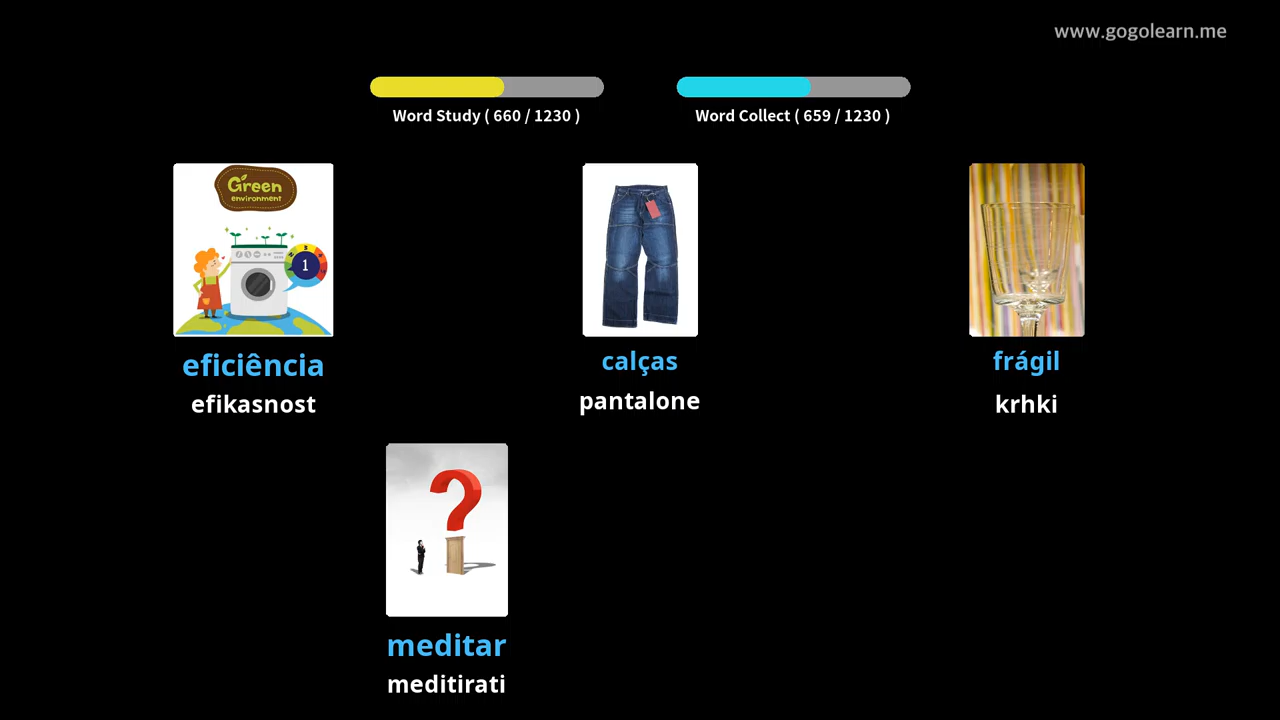 www.gogolearn.me
Word Study ( 660 / 1230 )
Word Collect ( 659 / 1230 )
Green
environment
3
1
eficiência
efikasnost
calças
pantalone
frágil
krhki
meditar
meditirati